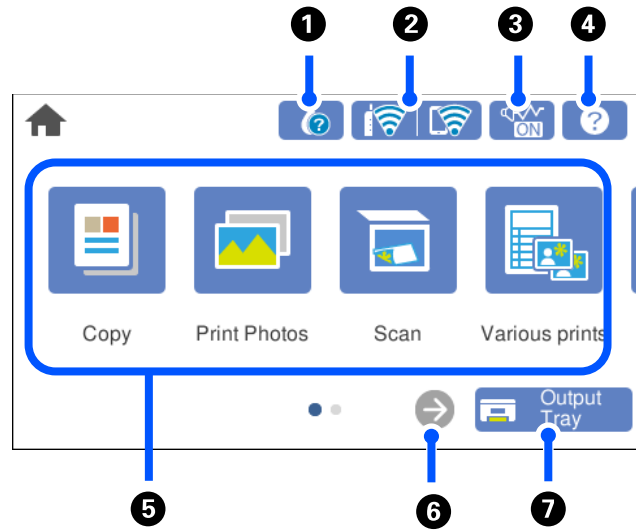 1 2 3 4
?
ON
?
Copy Print Photos Scan Various prints
Output
Tray
5 6 7